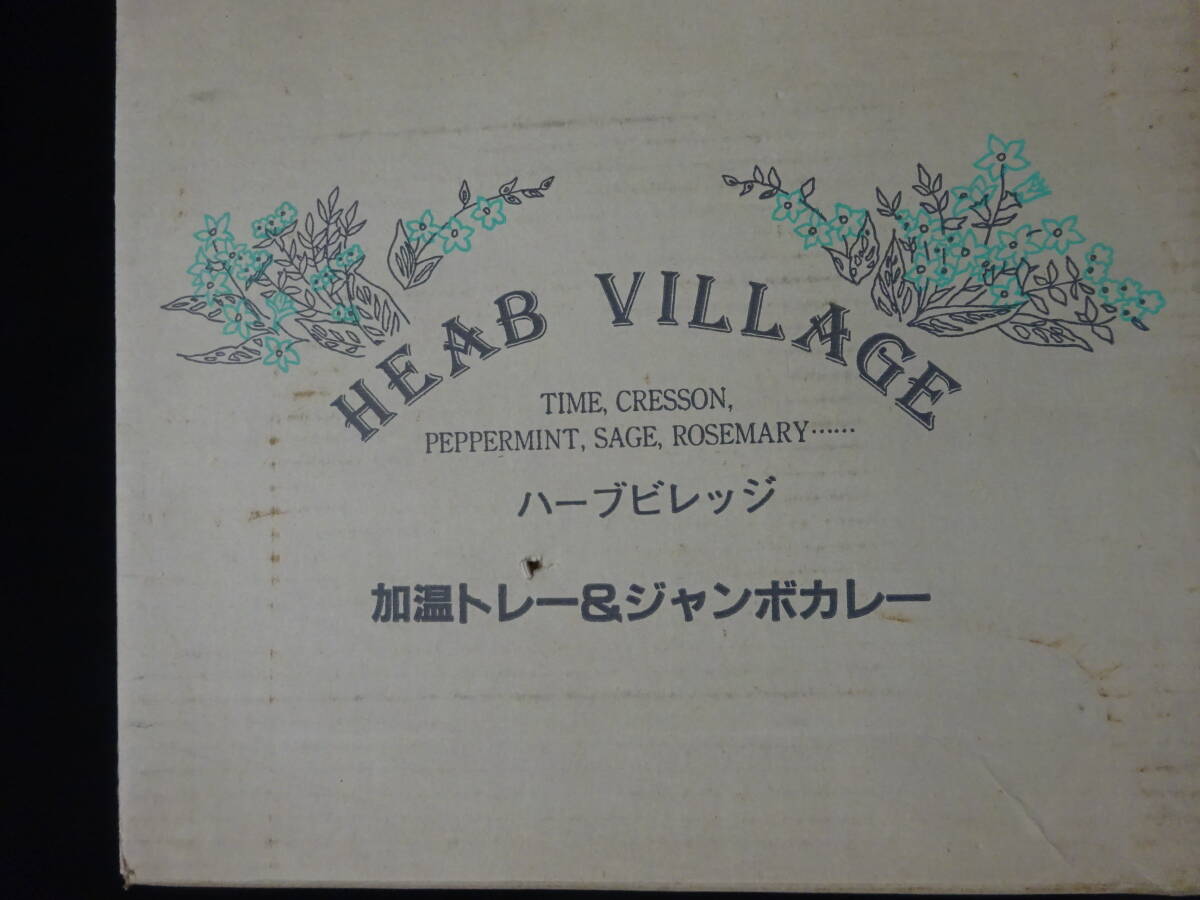 HEAB VILLAGE
TIME, CRESSON,
PEPPERMINT, SAGE, ROSEMARY……
ハーブビレッジ
加温トレー&ジャンボカレー